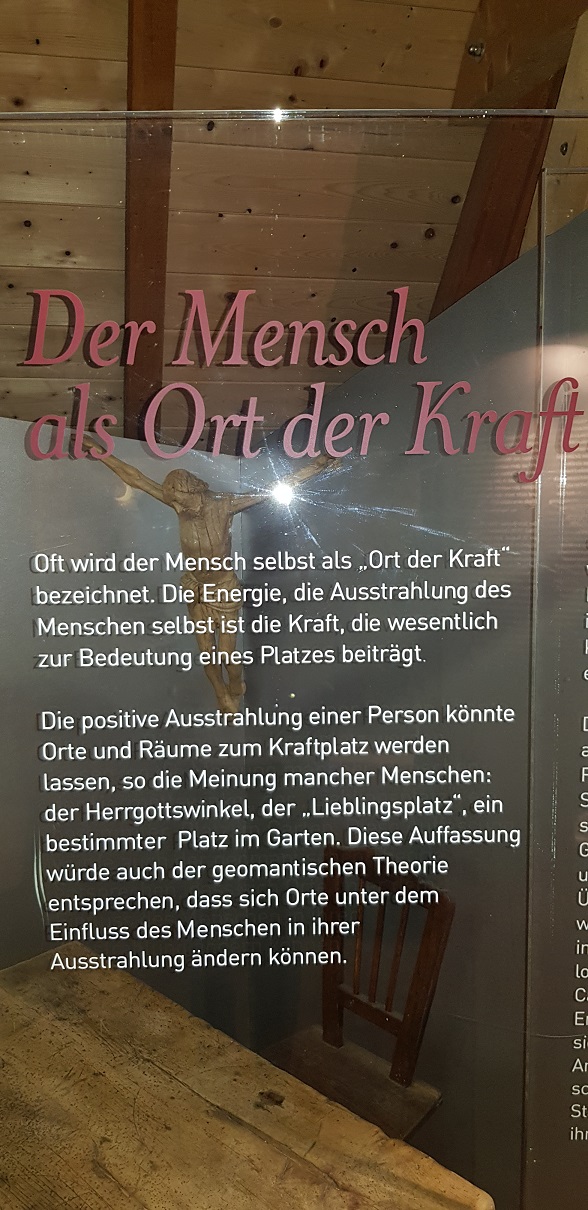 Der Mensch
als Ort der Kraft
Oft wird der Mensch selbst als „Ort der Kraft“
bezeichnet. Die Energie, die Ausstrahlung des
Menschen selbst ist die Kraft, die wesentlich
zur Bedeutung eines Platzes beiträgt.
Die positive Ausstrahlung einer Person könnte
Orte und Räume zum Kraftplatz werden
lassen, so die Meinung mancher Menschen:
der Herrgottswinkel, der „Lieblingsplatz“, ein
bestimmter Platz im Garten. Diese Auffassung
würde auch der geomantischen Theorie
entsprechen, dass sich Orte unter dem
Einfluss des Menschen in ihrer
Ausstrahlung ändern können.